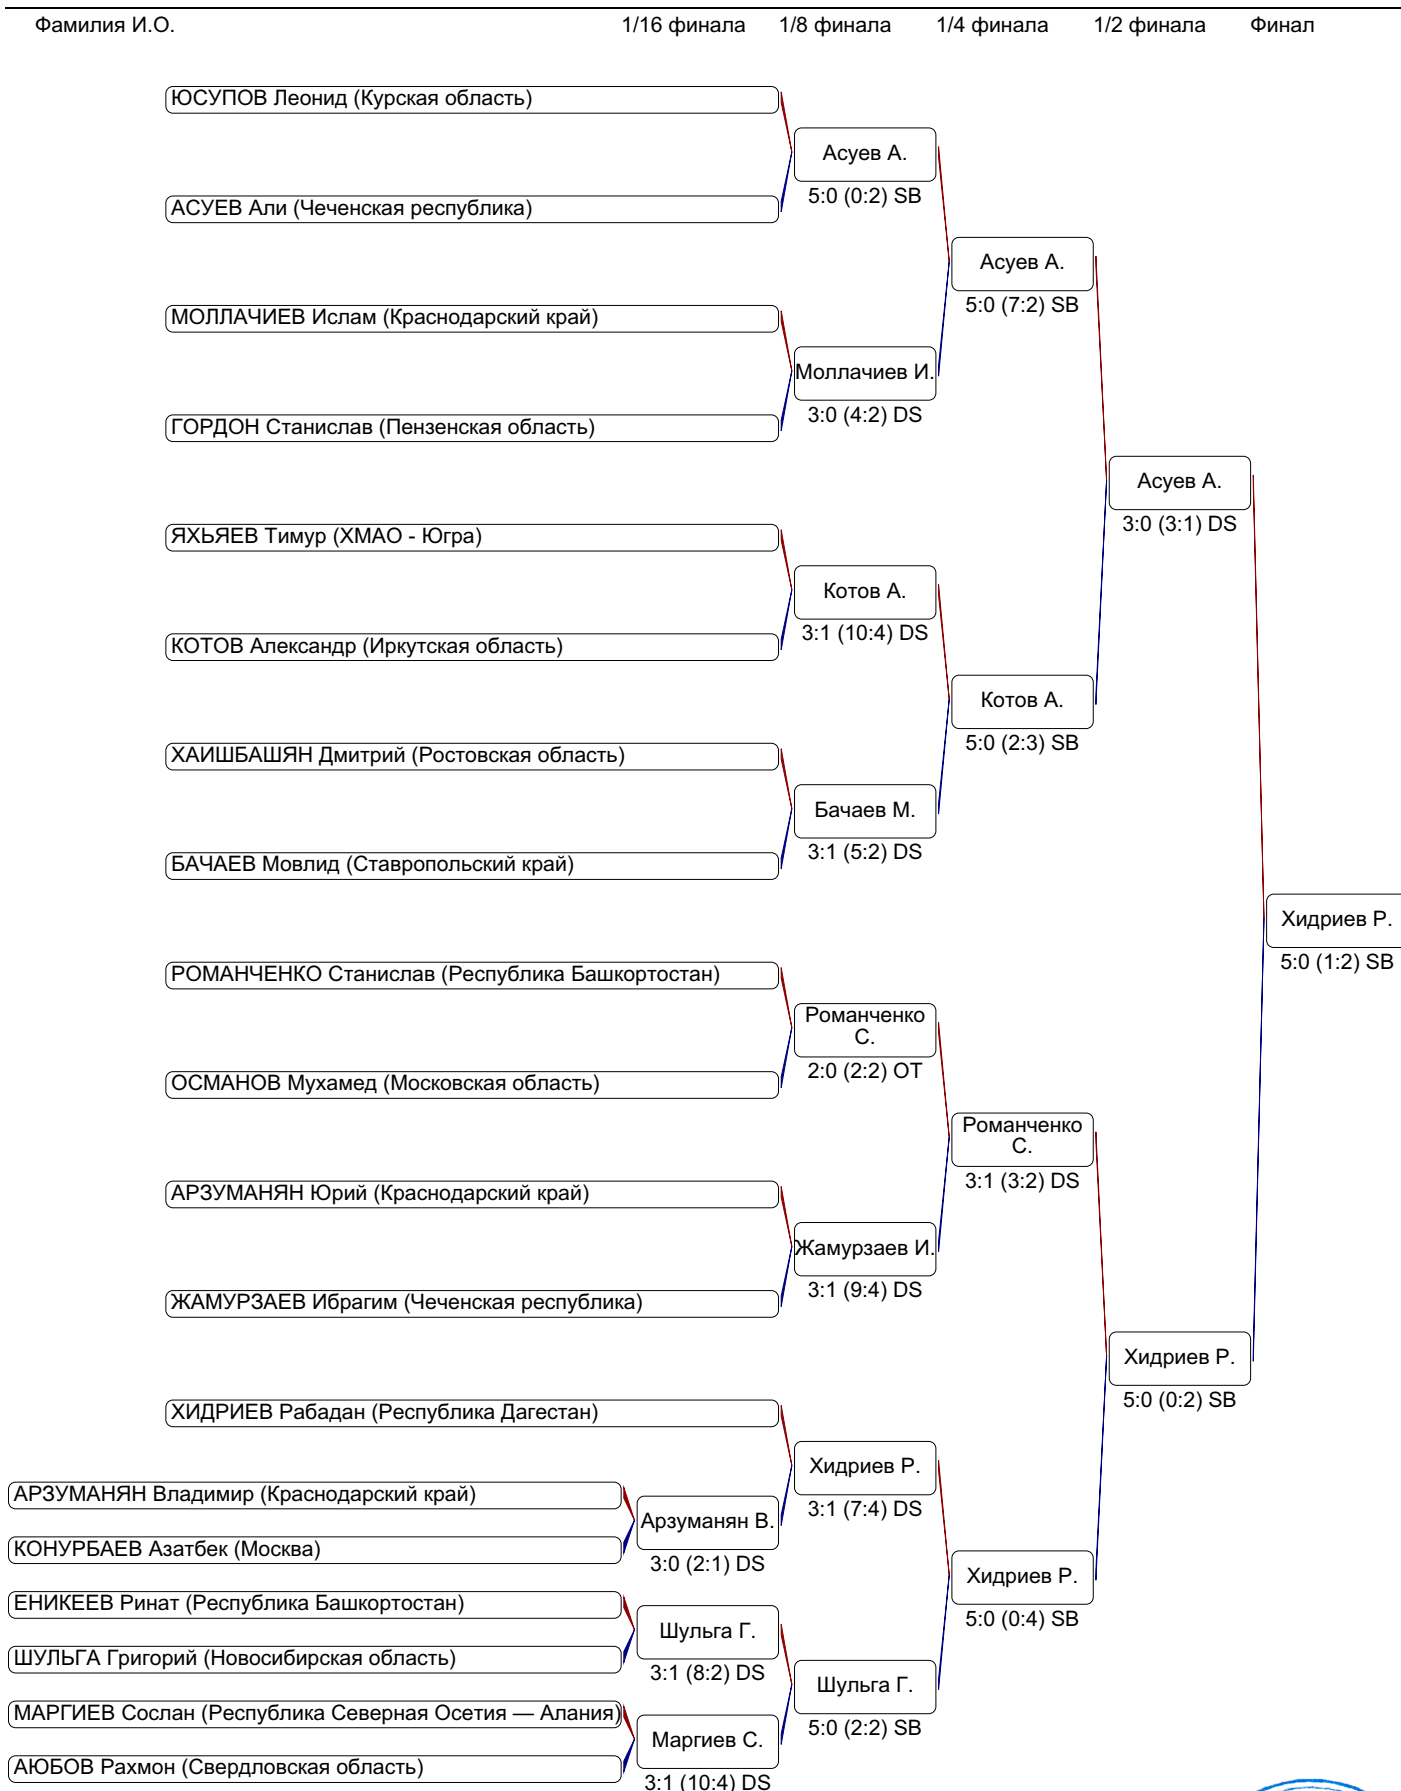 Фамилия И.О. 1/16 финала 1/8 финала 1/4 финала 1/2 финала Финал
ЮСУПОВ Леонид (Курская область)
Асуев А.
5:0 (0:2) SB
АСУЕВ Али (Чеченская республика)
Асуев А.
5:0 (7:2) SB
МОЛЛАЧИЕВ Ислам (Краснодарский край)
Моллачиев И.
3:0 (4:2) DS
ГОРДОН Станислав (Пензенская область)
Асуев А.
3:0 (3:1) DS
ЯХЬЯЕВ Тимур (ХМАО - Югра)
Котов А.
3:1 (10:4) DS
КОТОВ Александр (Иркутская область)
Котов А.
5:0 (2:3) SB
ХАИШБАШЯН Дмитрий (Ростовская область)
Бачаев М.
3:1 (5:2) DS
БАЧАЕВ Мовлид (Ставропольский край)
Хидриев Р.
5:0 (1:2) SB
РОМАНЧЕНКО Станислав (Республика Башкортостан)
Романченко
С.
2:0 (2:2) OT
ОСМАНОВ Мухамед (Московская область)
Романченко
С.
3:1 (3:2) DS
АРЗУМАНЯН Юрий (Краснодарский край)
Жамурзаев И.
3:1 (9:4) DS
ЖАМУРЗАЕВ Ибрагим (Чеченская республика)
Хидриев Р.
5:0 (0:2) SB
ХИДРИЕВ Рабадан (Республика Дагестан)
Хидриев Р.
3:1 (7:4) DS
АРЗУМАНЯН Владимир (Краснодарский край)
Арзуманян В.
3:0 (2:1) DS
КОНУРБАЕВ Азатбек (Москва)
Хидриев Р.
5:0 (0:4) SB
ЕНИКЕЕВ Ринат (Республика Башкортостан)
Шульга Г.
3:1 (8:2) DS
ШУЛЬГА Григорий (Новосибирская область)
Шульга Г.
5:0 (2:2) SB
МАРГИЕВ Сослан (Республика Северная Осетия — Алания)
Маргиев С.
3:1 (10:4) DS
АЮБОВ Рахмон (Свердловская область)